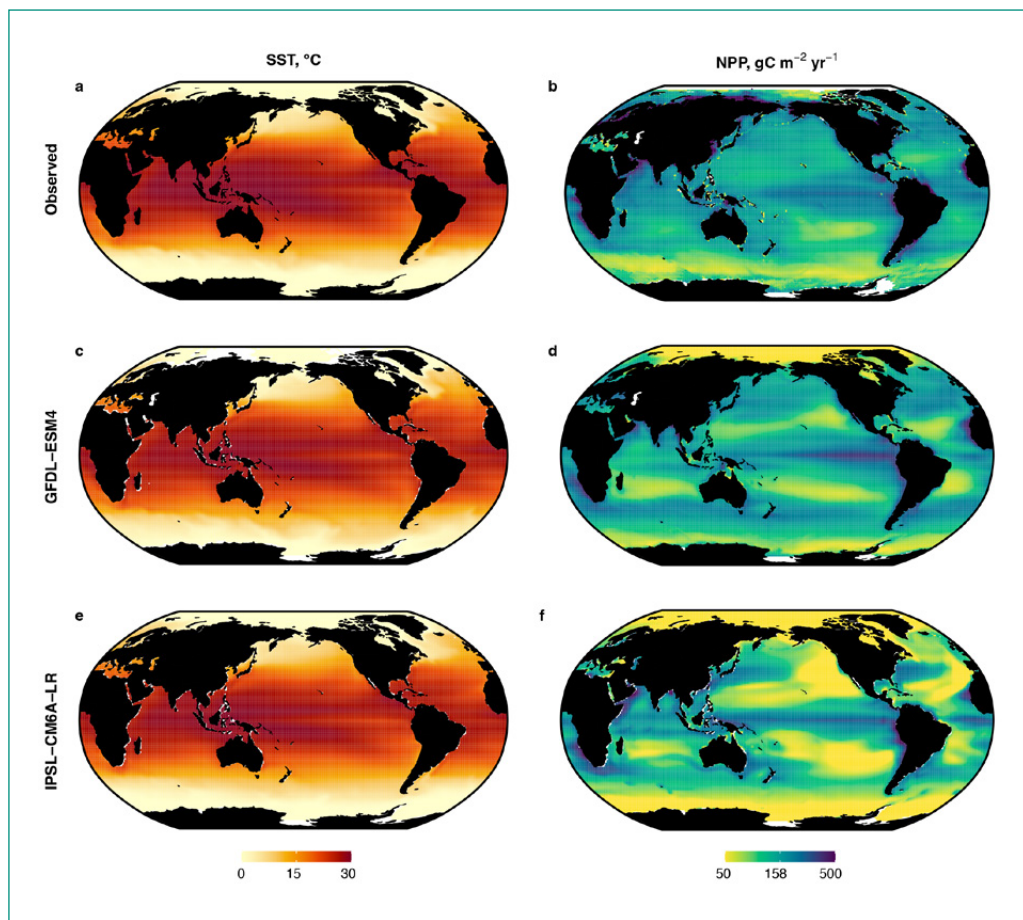 SST, °C
NPP, gC m⁻² yr⁻¹
a
b
Observed
c
d
GFDL–ESM4
e
f
IPSL–CM6A–LR
0 15 30
50 158 500